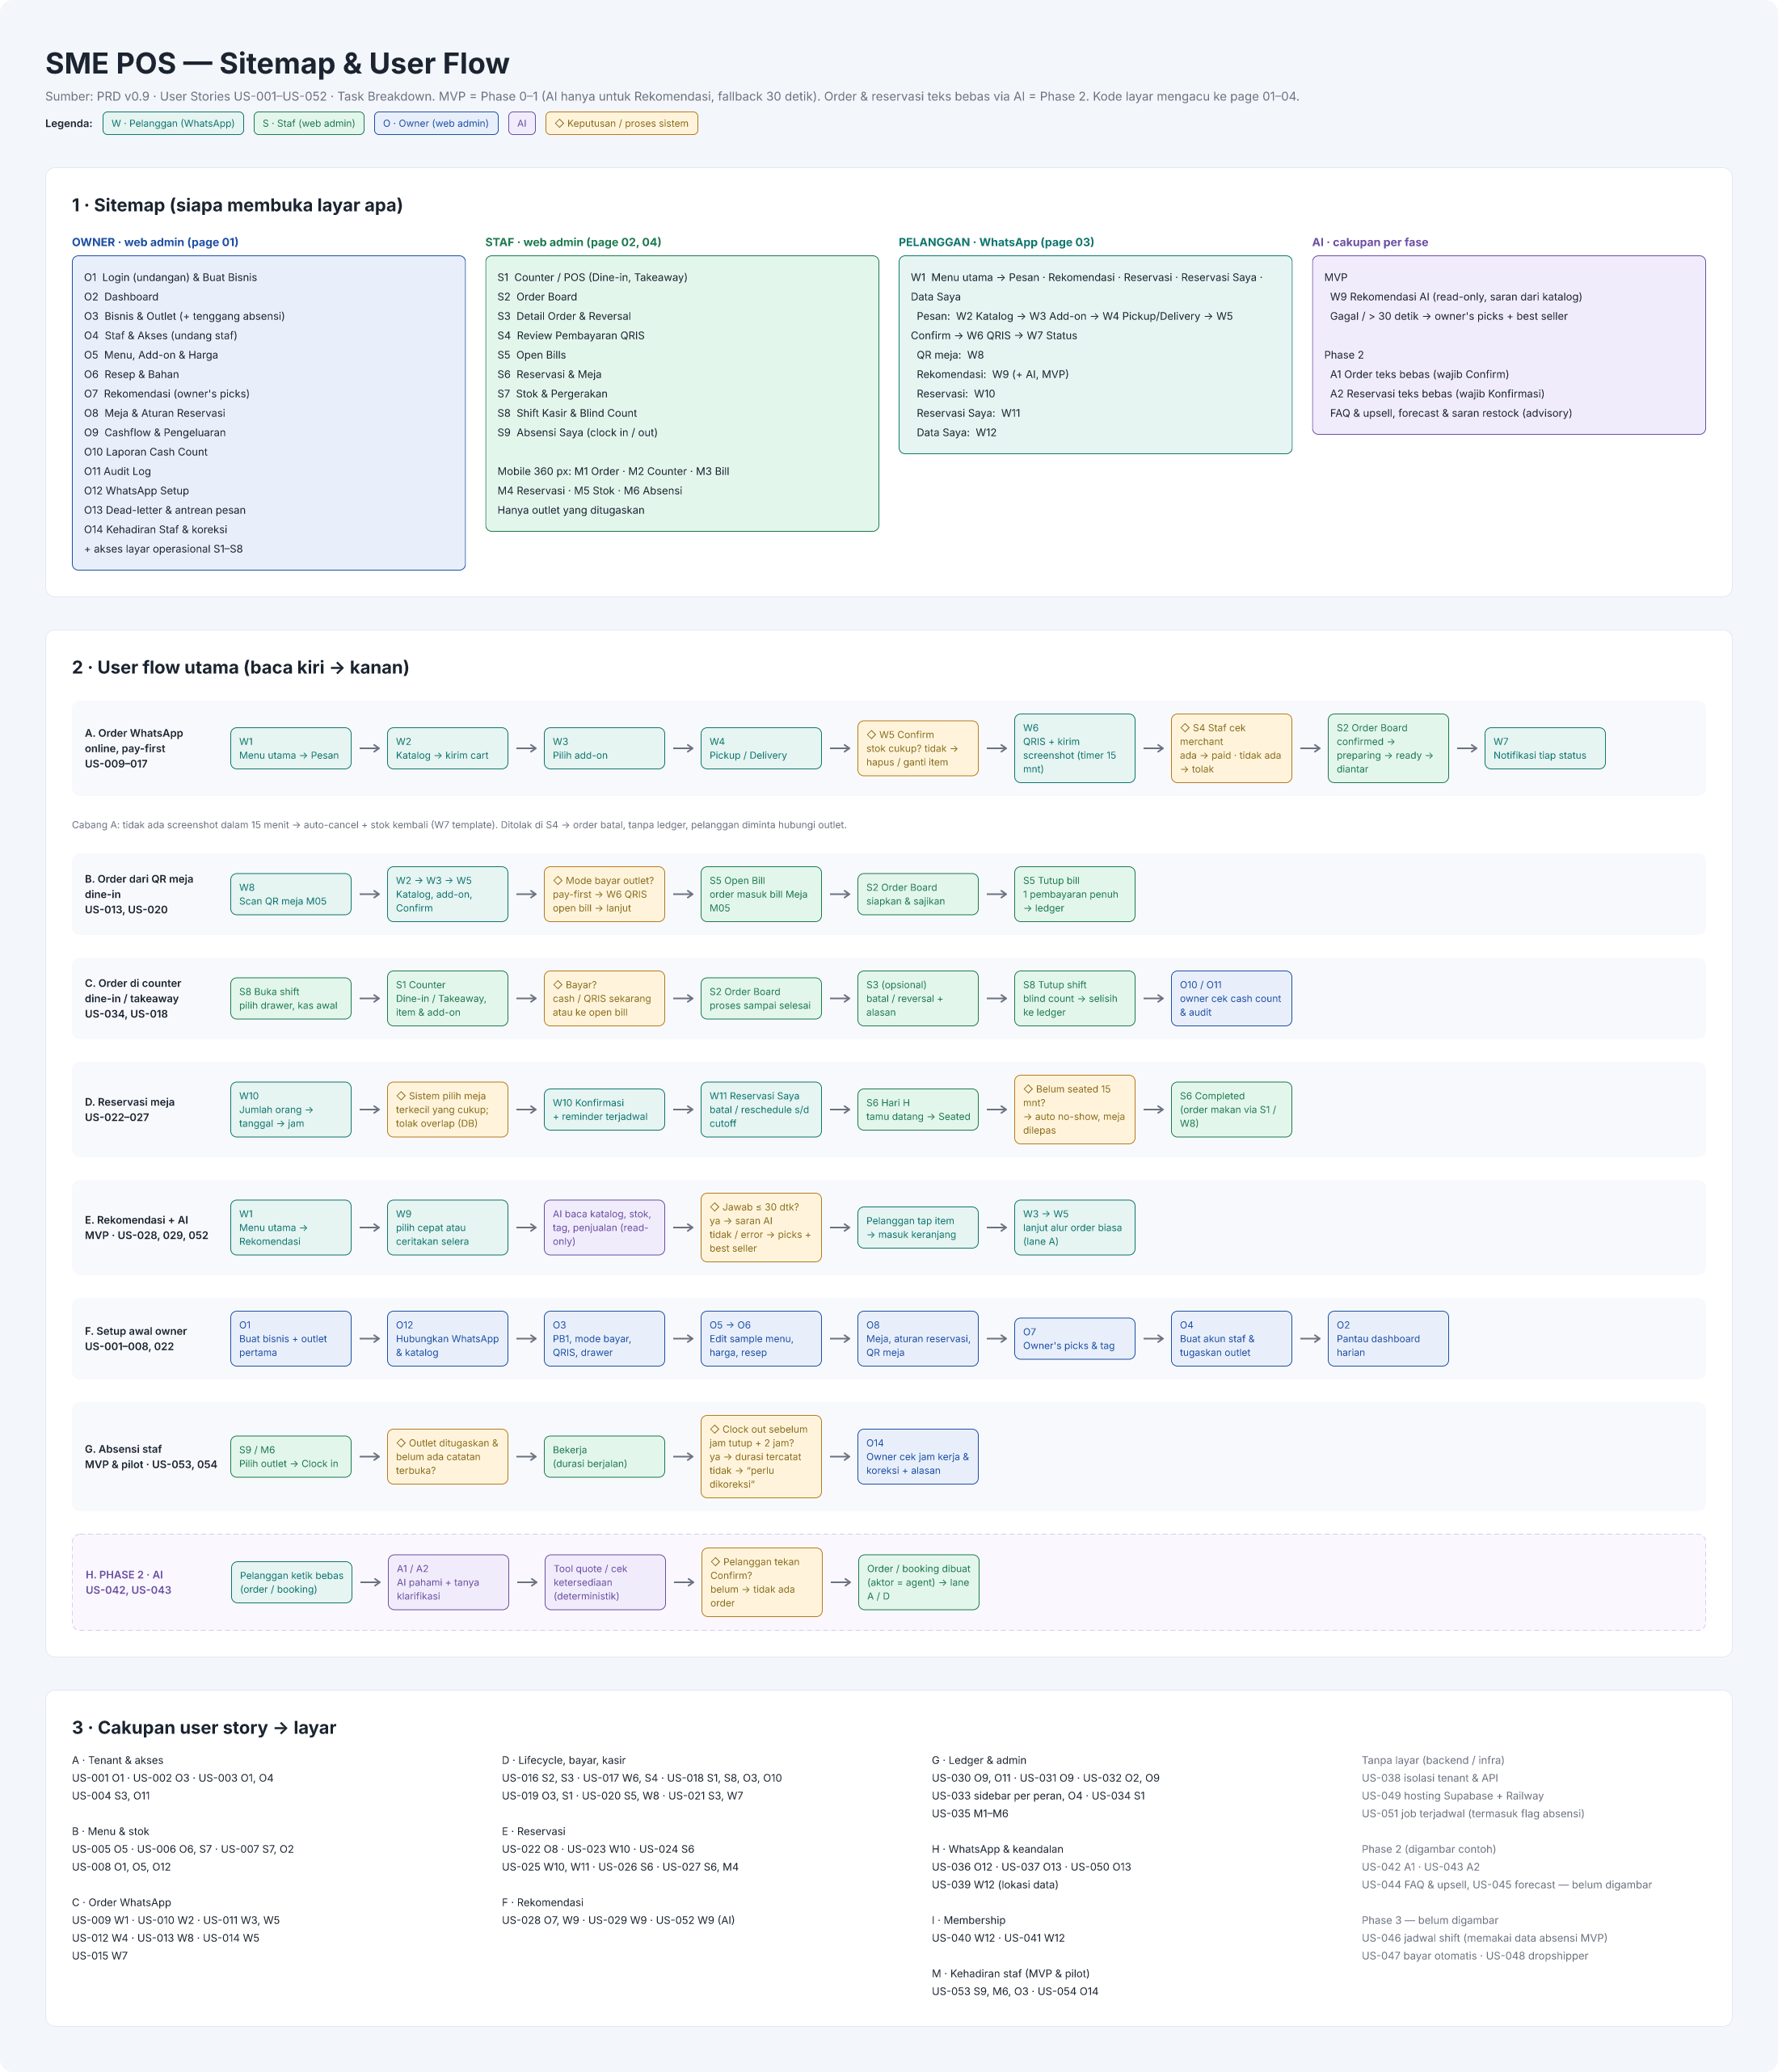 SME POS — Sitemap & User Flow
Sumber: PRD v0.9 · User Stories US-001–US-052 · Task Breakdown. MVP = Phase 0–1 (AI hanya untuk Rekomendasi, fallback 30 detik). Order & reservasi teks bebas via AI = Phase 2. Kode layar mengacu ke page 01–04.
Legenda:
W · Pelanggan (WhatsApp)
S · Staf (web admin)
O · Owner (web admin)
AI
◇ Keputusan / proses sistem
1 · Sitemap (siapa membuka layar apa)
OWNER · web admin (page 01)
O1 Login (undangan) & Buat Bisnis
O2 Dashboard
O3 Bisnis & Outlet (+ tenggang absensi)
O4 Staf & Akses (undang staf)
O5 Menu, Add-on & Harga
O6 Resep & Bahan
O7 Rekomendasi (owner's picks)
O8 Meja & Aturan Reservasi
O9 Cashflow & Pengeluaran
O10 Laporan Cash Count
O11 Audit Log
O12 WhatsApp Setup
O13 Dead-letter & antrean pesan
O14 Kehadiran Staf & koreksi
+ akses layar operasional S1–S8
STAF · web admin (page 02, 04)
S1 Counter / POS (Dine-in, Takeaway)
S2 Order Board
S3 Detail Order & Reversal
S4 Review Pembayaran QRIS
S5 Open Bills
S6 Reservasi & Meja
S7 Stok & Pergerakan
S8 Shift Kasir & Blind Count
S9 Absensi Saya (clock in / out)
Mobile 360 px: M1 Order · M2 Counter · M3 Bill
M4 Reservasi · M5 Stok · M6 Absensi
Hanya outlet yang ditugaskan
PELANGGAN · WhatsApp (page 03)
W1 Menu utama → Pesan · Rekomendasi · Reservasi · Reservasi Saya ·
Data Saya
Pesan: W2 Katalog → W3 Add-on → W4 Pickup/Delivery → W5
Confirm → W6 QRIS → W7 Status
QR meja: W8
Rekomendasi: W9 (+ AI, MVP)
Reservasi: W10
Reservasi Saya: W11
Data Saya: W12
AI · cakupan per fase
MVP
W9 Rekomendasi AI (read-only, saran dari katalog)
Gagal / > 30 detik → owner's picks + best seller
Phase 2
A1 Order teks bebas (wajib Confirm)
A2 Reservasi teks bebas (wajib Konfirmasi)
FAQ & upsell, forecast & saran restock (advisory)
2 · User flow utama (baca kiri → kanan)
A. Order WhatsApp
online, pay-first
US-009–017
W1
Menu utama → Pesan
W2
Katalog → kirim cart
W3
Pilih add-on
W4
Pickup / Delivery
◇ W5 Confirm
stok cukup? tidak →
hapus / ganti item
W6
QRIS + kirim
screenshot (timer 15
mnt)
◇ S4 Staf cek
merchant
ada → paid · tidak ada
→ tolak
S2 Order Board
confirmed →
preparing → ready →
diantar
W7
Notifikasi tiap status
Cabang A: tidak ada screenshot dalam 15 menit → auto-cancel + stok kembali (W7 template). Ditolak di S4 → order batal, tanpa ledger, pelanggan diminta hubungi outlet.
B. Order dari QR meja
dine-in
US-013, US-020
W8
Scan QR meja M05
W2 → W3 → W5
Katalog, add-on,
Confirm
◇ Mode bayar outlet?
pay-first → W6 QRIS
open bill → lanjut
S5 Open Bill
order masuk bill Meja
M05
S2 Order Board
siapkan & sajikan
S5 Tutup bill
1 pembayaran penuh
→ ledger
C. Order di counter
dine-in / takeaway
US-034, US-018
S8 Buka shift
pilih drawer, kas awal
S1 Counter
Dine-in / Takeaway,
item & add-on
◇ Bayar?
cash / QRIS sekarang
atau ke open bill
S2 Order Board
proses sampai selesai
S3 (opsional)
batal / reversal +
alasan
S8 Tutup shift
blind count → selisih
ke ledger
O10 / O11
owner cek cash count
& audit
D. Reservasi meja
US-022–027
W10
Jumlah orang →
tanggal → jam
◇ Sistem pilih meja
terkecil yang cukup;
tolak overlap (DB)
W10 Konfirmasi
+ reminder terjadwal
W11 Reservasi Saya
batal / reschedule s/d
cutoff
S6 Hari H
tamu datang → Seated
◇ Belum seated 15
mnt?
→ auto no-show, meja
dilepas
S6 Completed
(order makan via S1 /
W8)
E. Rekomendasi + AI
MVP · US-028, 029, 052
W1
Menu utama →
Rekomendasi
W9
pilih cepat atau
ceritakan selera
AI baca katalog, stok,
tag, penjualan (read-
only)
◇ Jawab ≤ 30 dtk?
ya → saran AI
tidak / error → picks +
best seller
Pelanggan tap item
→ masuk keranjang
W3 → W5
lanjut alur order biasa
(lane A)
F. Setup awal owner
US-001–008, 022
O1
Buat bisnis + outlet
pertama
O12
Hubungkan WhatsApp
& katalog
O3
PB1, mode bayar,
QRIS, drawer
O5 → O6
Edit sample menu,
harga, resep
O8
Meja, aturan reservasi,
QR meja
O7
Owner's picks & tag
O4
Buat akun staf &
tugaskan outlet
O2
Pantau dashboard
harian
G. Absensi staf
MVP & pilot · US-053, 054
S9 / M6
Pilih outlet → Clock in
◇ Outlet ditugaskan &
belum ada catatan
terbuka?
Bekerja
(durasi berjalan)
◇ Clock out sebelum
jam tutup + 2 jam?
ya → durasi tercatat
tidak → “perlu
dikoreksi”
O14
Owner cek jam kerja &
koreksi + alasan
H. PHASE 2 · AI
US-042, US-043
Pelanggan ketik bebas
(order / booking)
A1 / A2
AI pahami + tanya
klarifikasi
Tool quote / cek
ketersediaan
(deterministik)
◇ Pelanggan tekan
Confirm?
belum → tidak ada
order
Order / booking dibuat
(aktor = agent) → lane
A / D
3 · Cakupan user story → layar
A · Tenant & akses
US-001 O1 · US-002 O3 · US-003 O1, O4
US-004 S3, O11
B · Menu & stok
US-005 O5 · US-006 O6, S7 · US-007 S7, O2
US-008 O1, O5, O12
C · Order WhatsApp
US-009 W1 · US-010 W2 · US-011 W3, W5
US-012 W4 · US-013 W8 · US-014 W5
US-015 W7
D · Lifecycle, bayar, kasir
US-016 S2, S3 · US-017 W6, S4 · US-018 S1, S8, O3, O10
US-019 O3, S1 · US-020 S5, W8 · US-021 S3, W7
E · Reservasi
US-022 O8 · US-023 W10 · US-024 S6
US-025 W10, W11 · US-026 S6 · US-027 S6, M4
F · Rekomendasi
US-028 O7, W9 · US-029 W9 · US-052 W9 (AI)
G · Ledger & admin
US-030 O9, O11 · US-031 O9 · US-032 O2, O9
US-033 sidebar per peran, O4 · US-034 S1
US-035 M1–M6
H · WhatsApp & keandalan
US-036 O12 · US-037 O13 · US-050 O13
US-039 W12 (lokasi data)
I · Membership
US-040 W12 · US-041 W12
M · Kehadiran staf (MVP & pilot)
US-053 S9, M6, O3 · US-054 O14
Tanpa layar (backend / infra)
US-038 isolasi tenant & API
US-049 hosting Supabase + Railway
US-051 job terjadwal (termasuk flag absensi)
Phase 2 (digambar contoh)
US-042 A1 · US-043 A2
US-044 FAQ & upsell, US-045 forecast — belum digambar
Phase 3 — belum digambar
US-046 jadwal shift (memakai data absensi MVP)
US-047 bayar otomatis · US-048 dropshipper